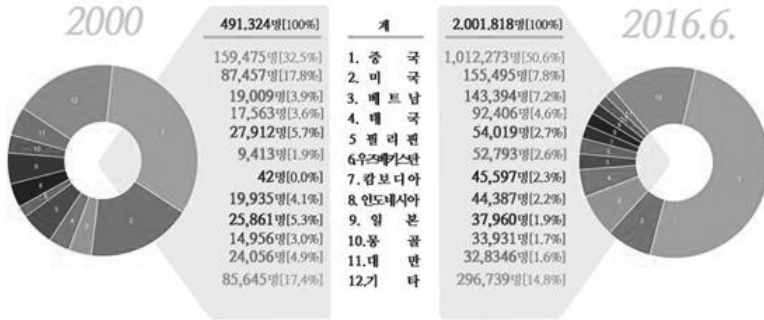 2000
2016.6.
491,324명[100%] 계 2,001,818명[100%]
159,475명[32.5%] 1. 중 국 1,012,273명[50.6%]
87,457명[17.8%] 2. 미 국 155,495명[7.8%]
19,009명[3.9%] 3. 베 트 남 143,394명[7.2%]
17,563명[3.6%] 4. 태 국 92,406명[4.6%]
27,912명[5.7%] 5 필 리 핀 54,019명[2.7%]
9,413명[1.9%] 6.우즈베키스탄 52,793명[2.6%]
42명[0.0%] 7. 캄 보 디 아 45,597명[2.3%]
19,935명[4.1%] 8. 인도네시아 44,387명[2.2%]
25,861명[5.3%] 9. 일 본 37,960명[1.9%]
14,956명[3.0%] 10.몽 골 33,931명[1.7%]
24,056명[4.9%] 11.대 만 32,8346명[1.6%]
85,645명[17.4%] 12.기 타 296,739명[14.8%]